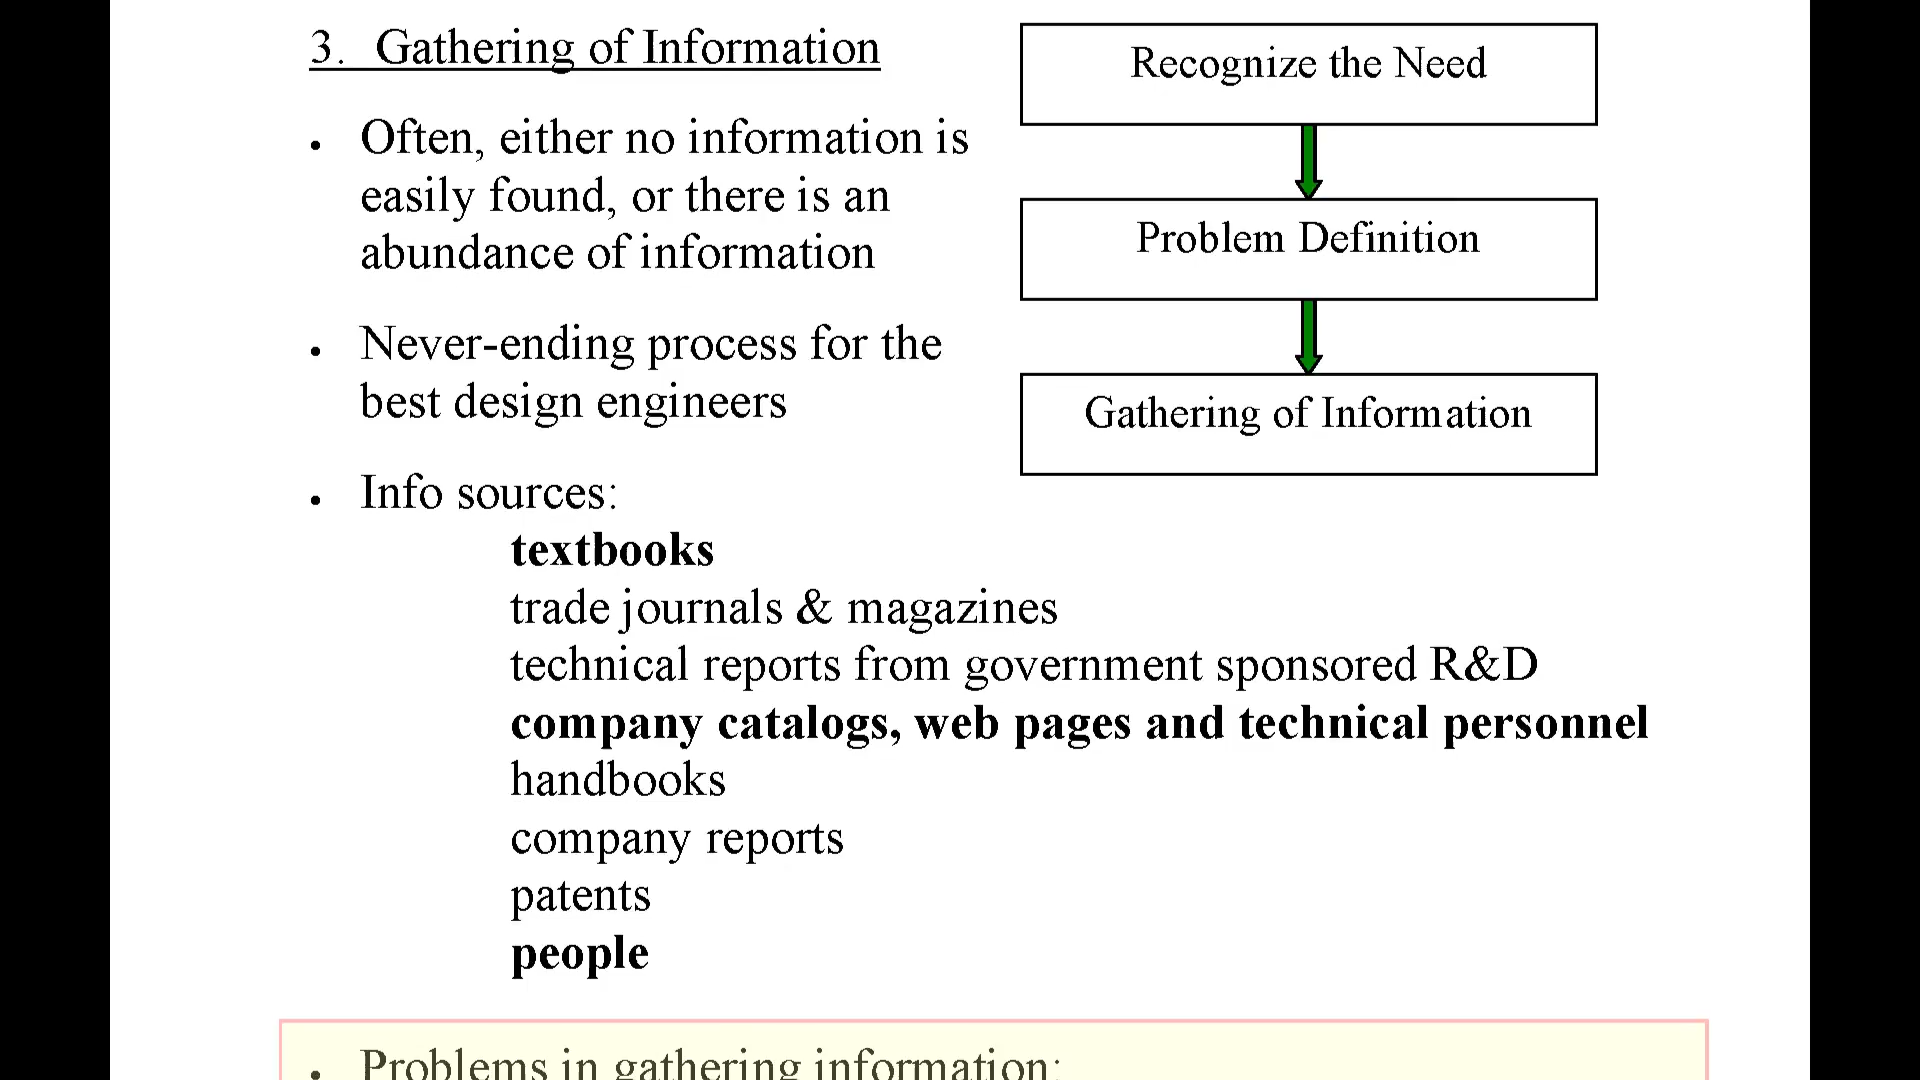 3. Gathering of Information
• Often, either no information is
easily found, or there is an
abundance of information
• Never-ending process for the
best design engineers
• Info sources:
textbooks
trade journals & magazines
technical reports from government sponsored R&D
company catalogs, web pages and technical personnel
handbooks
company reports
patents
people
• Problems in gathering information:
Recognize the Need
Problem Definition
Gathering of Information